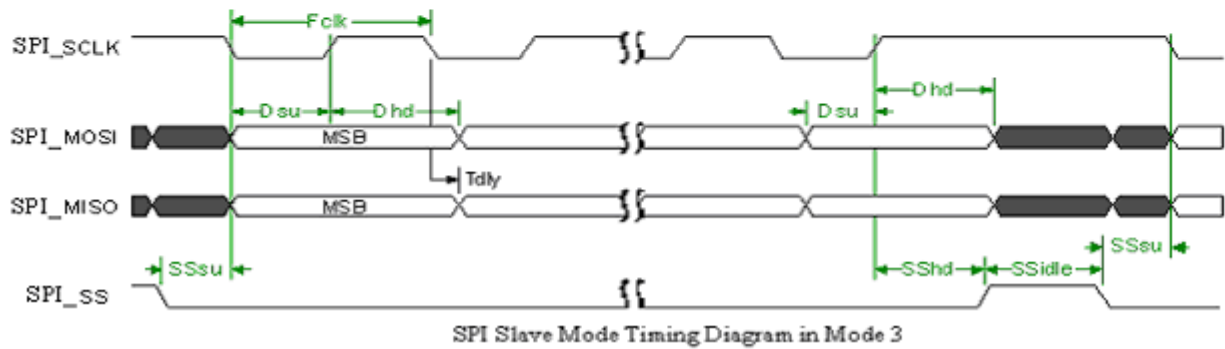 Fclk
SPI_SCLK
Dsu Dhd Dsu Dhd
SPI_MOSI MSB
Tdly
SPI_MISO MSB
SSsu SShd SSidle SSsu
SPI_SS
SPI Slave Mode Timing Diagram in Mode 3